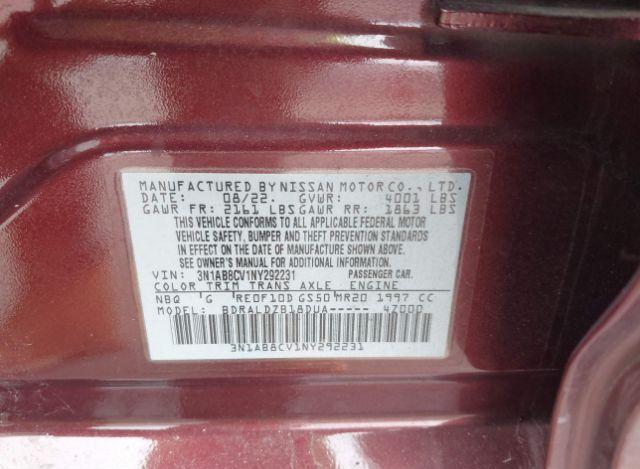 MANUFACTURED BY NISSAN MOTOR CO., LTD.
DATE: 08/22. GVWR: 4001 LBS
GAWR FR: 2161 LBS GAWR RR: 1863 LBS
THIS VEHICLE CONFORMS TO ALL APPLICABLE FEDERAL MOTOR
VEHICLE SAFETY, BUMPER AND THEFT PREVENTION STANDARDS
IN EFFECT ON THE DATE OF MANUFACTURE SHOWN ABOVE.
SEE OWNER'S MANUAL FOR ADDITIONAL INFORMATION.
VIN: 3N1AB8CV1NY292231 PASSENGER CAR.
COLOR TRIM TRANS AXLE ENGINE
NBQ G RE0F10D GS50 MR20 1997 CC
MODEL: BDRALDZB18DUA----- 4Z000
3N1AB8CV1NY292231